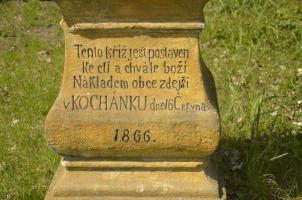 Tento kříž jest postaven
Ke cti a chvále boží
Nákladem obce zdejší
v KOCHÁNKU dne 16 Června
1866.